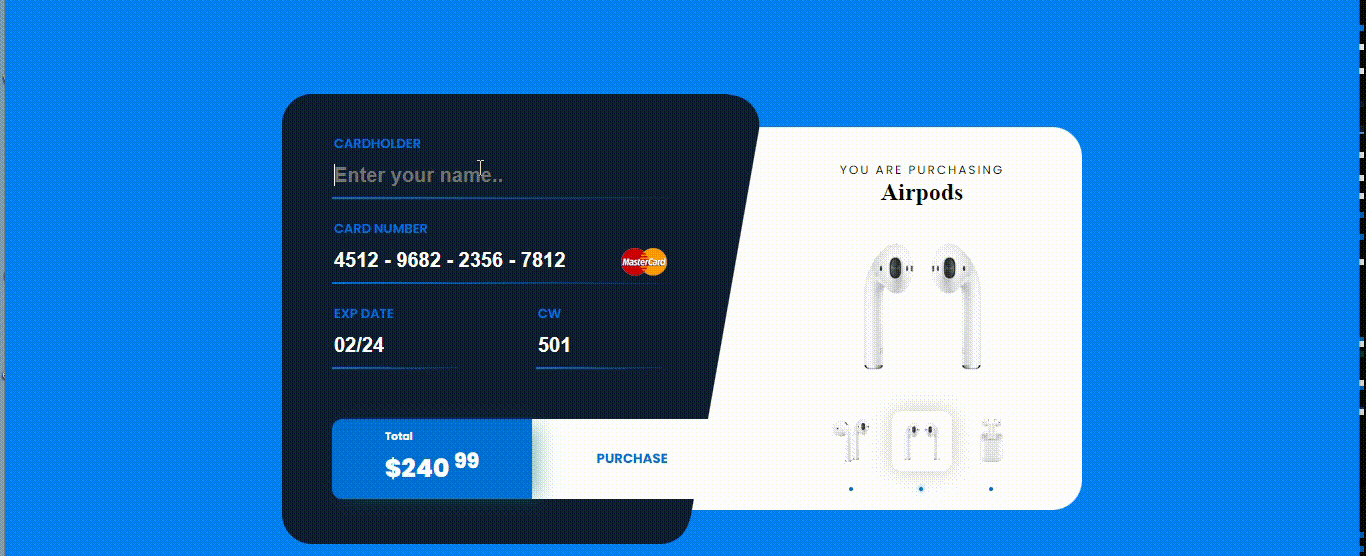 CARDHOLDER
Enter your name..
CARD NUMBER
4512 - 9682 - 2356 - 7812
MasterCard
EXP DATE
CW
02/24
501
Total
$240 99
PURCHASE
YOU ARE PURCHASING
Airpods